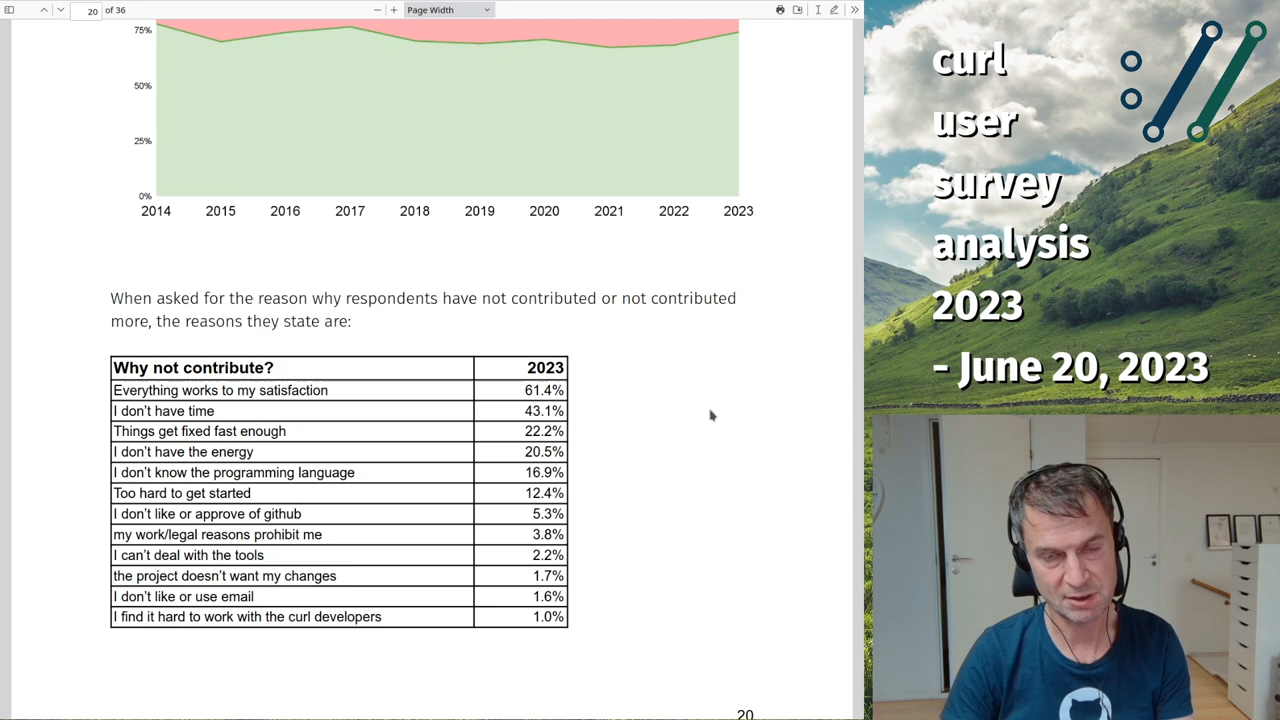 20 of 36
Page Width
75%
50%
25%
0%
2014 2015 2016 2017 2018 2019 2020 2021 2022 2023
When asked for the reason why respondents have not contributed or not contributed
more, the reasons they state are:
Why not contribute? 2023
Everything works to my satisfaction 61.4%
I don't have time 43.1%
Things get fixed fast enough 22.2%
I don't have the energy 20.5%
I don't know the programming language 16.9%
Too hard to get started 12.4%
I don't like or approve of github 5.3%
my work/legal reasons prohibit me 3.8%
I can't deal with the tools 2.2%
the project doesn't want my changes 1.7%
I don't like or use email 1.6%
I find it hard to work with the curl developers 1.0%
20
curl
user
survey
analysis
2023
- June 20, 2023